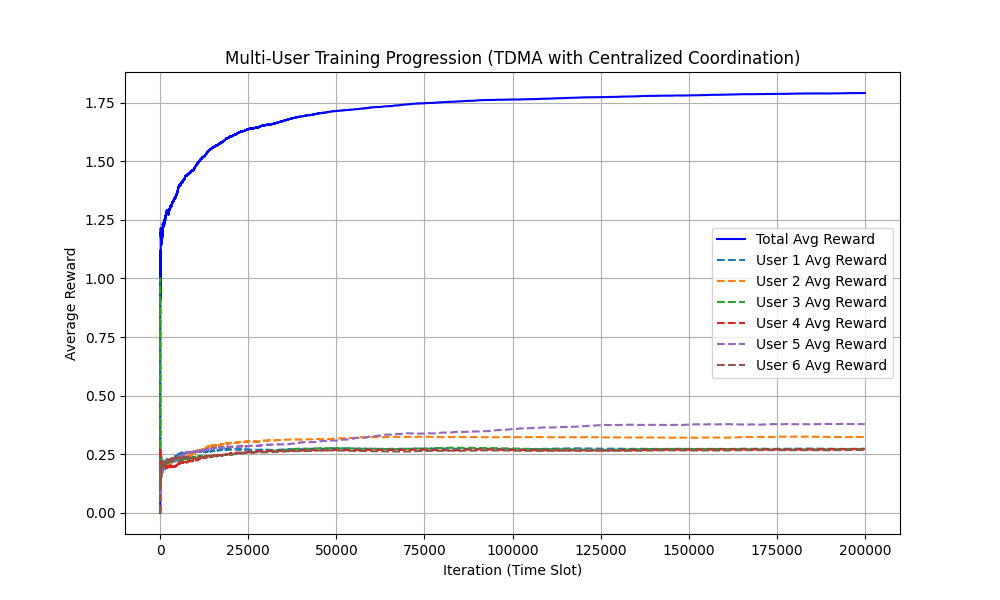 Multi-User Training Progression (TDMA with Centralized Coordination)
Average Reward
1.75
1.50
1.25
1.00
0.75
0.50
0.25
0.00
Total Avg Reward
User 1 Avg Reward
User 2 Avg Reward
User 3 Avg Reward
User 4 Avg Reward
User 5 Avg Reward
User 6 Avg Reward
0 25000 50000 75000 100000 125000 150000 175000 200000
Iteration (Time Slot)